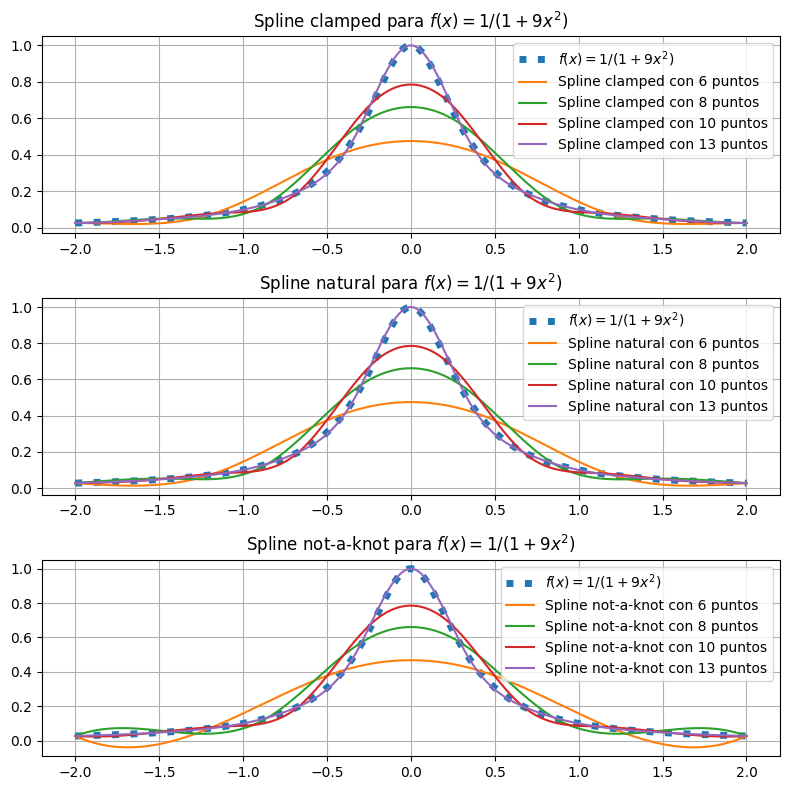 Spline clamped para f(x) = 1/(1 + 9x²)
1.0
0.8
0.6
0.4
0.2
0.0
f(x) = 1/(1 + 9x²)
Spline clamped con 6 puntos
Spline clamped con 8 puntos
Spline clamped con 10 puntos
Spline clamped con 13 puntos
−2.0 −1.5 −1.0 −0.5 0.0 0.5 1.0 1.5 2.0
Spline natural para f(x) = 1/(1 + 9x²)
1.0
0.8
0.6
0.4
0.2
0.0
f(x) = 1/(1 + 9x²)
Spline natural con 6 puntos
Spline natural con 8 puntos
Spline natural con 10 puntos
Spline natural con 13 puntos
−2.0 −1.5 −1.0 −0.5 0.0 0.5 1.0 1.5 2.0
Spline not-a-knot para f(x) = 1/(1 + 9x²)
1.0
0.8
0.6
0.4
0.2
0.0
f(x) = 1/(1 + 9x²)
Spline not-a-knot con 6 puntos
Spline not-a-knot con 8 puntos
Spline not-a-knot con 10 puntos
Spline not-a-knot con 13 puntos
−2.0 −1.5 −1.0 −0.5 0.0 0.5 1.0 1.5 2.0